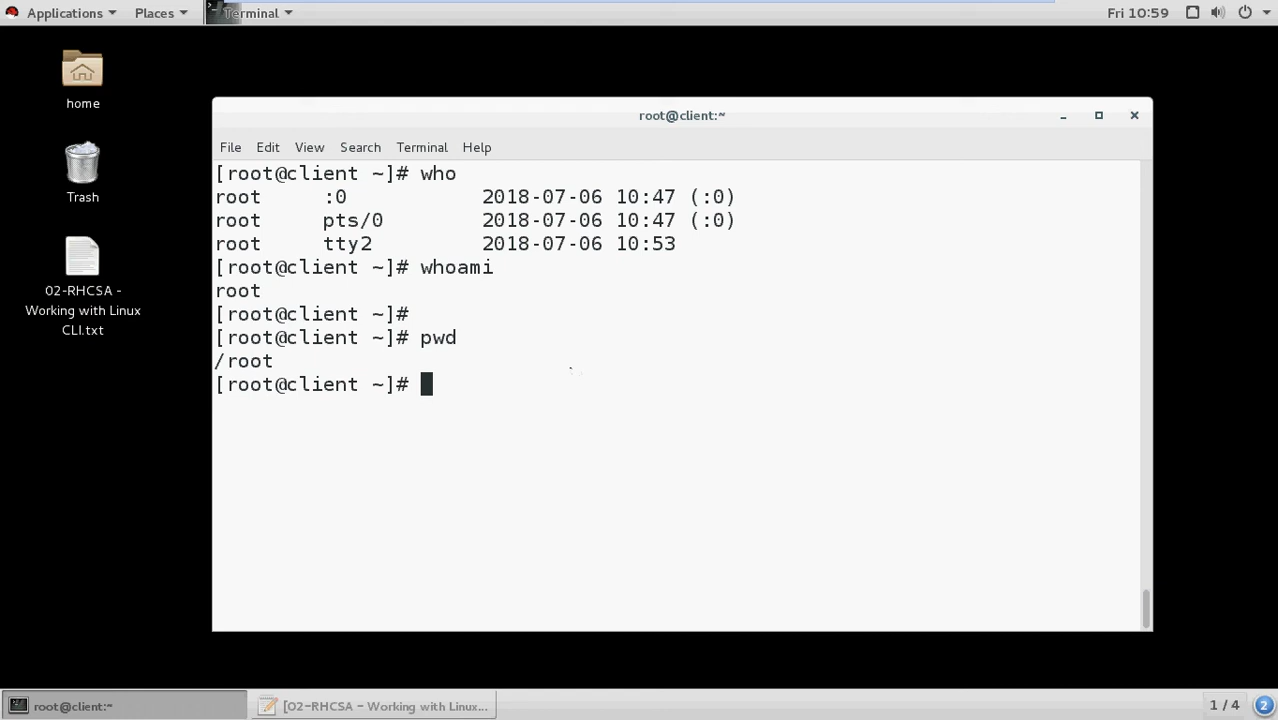 Applications Places Terminal Fri 10:59
home
Trash
02-RHCSA -
Working with Linux
CLI.txt
root@client:~
File Edit View Search Terminal Help
[root@client ~]# who
root     :0           2018-07-06 10:47 (:0)
root     pts/0        2018-07-06 10:47 (:0)
root     tty2         2018-07-06 10:53
[root@client ~]# whoami
root
[root@client ~]#
[root@client ~]# pwd
/root
[root@client ~]#
root@client:~ [02-RHCSA - Working with Linux... 1 / 4 2